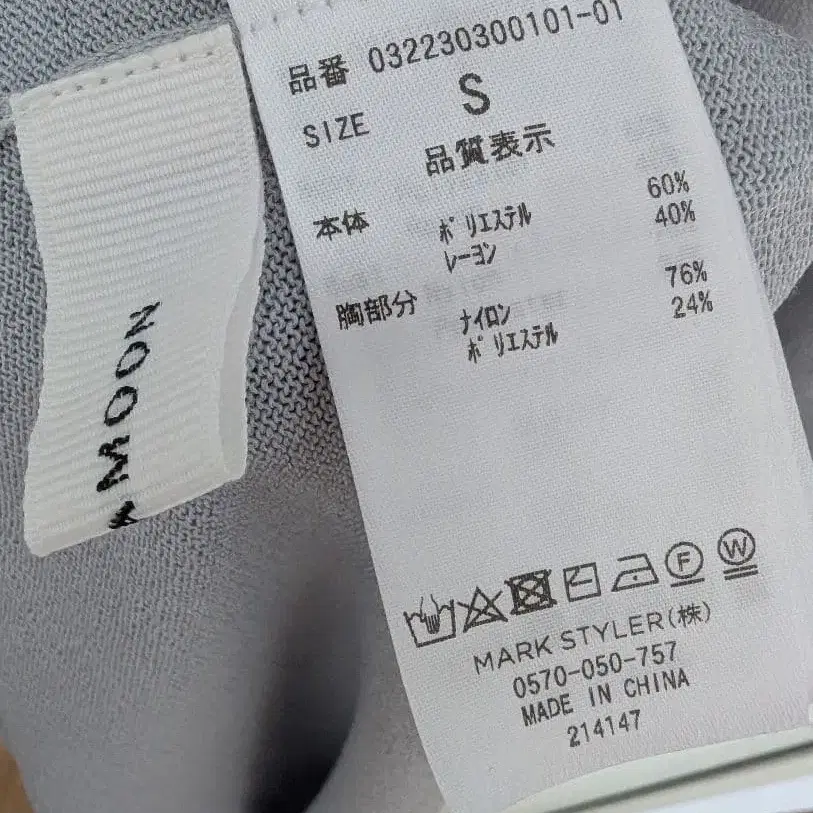 MOON
品番 032230300101-01
SIZE S
品質表示
本体 ポリエステル 60%
レーヨン 40%
胸部分 ナイロン 76%
ポリエステル 24%
F W
MARK STYLER(株)
0570-050-757
MADE IN CHINA
214147